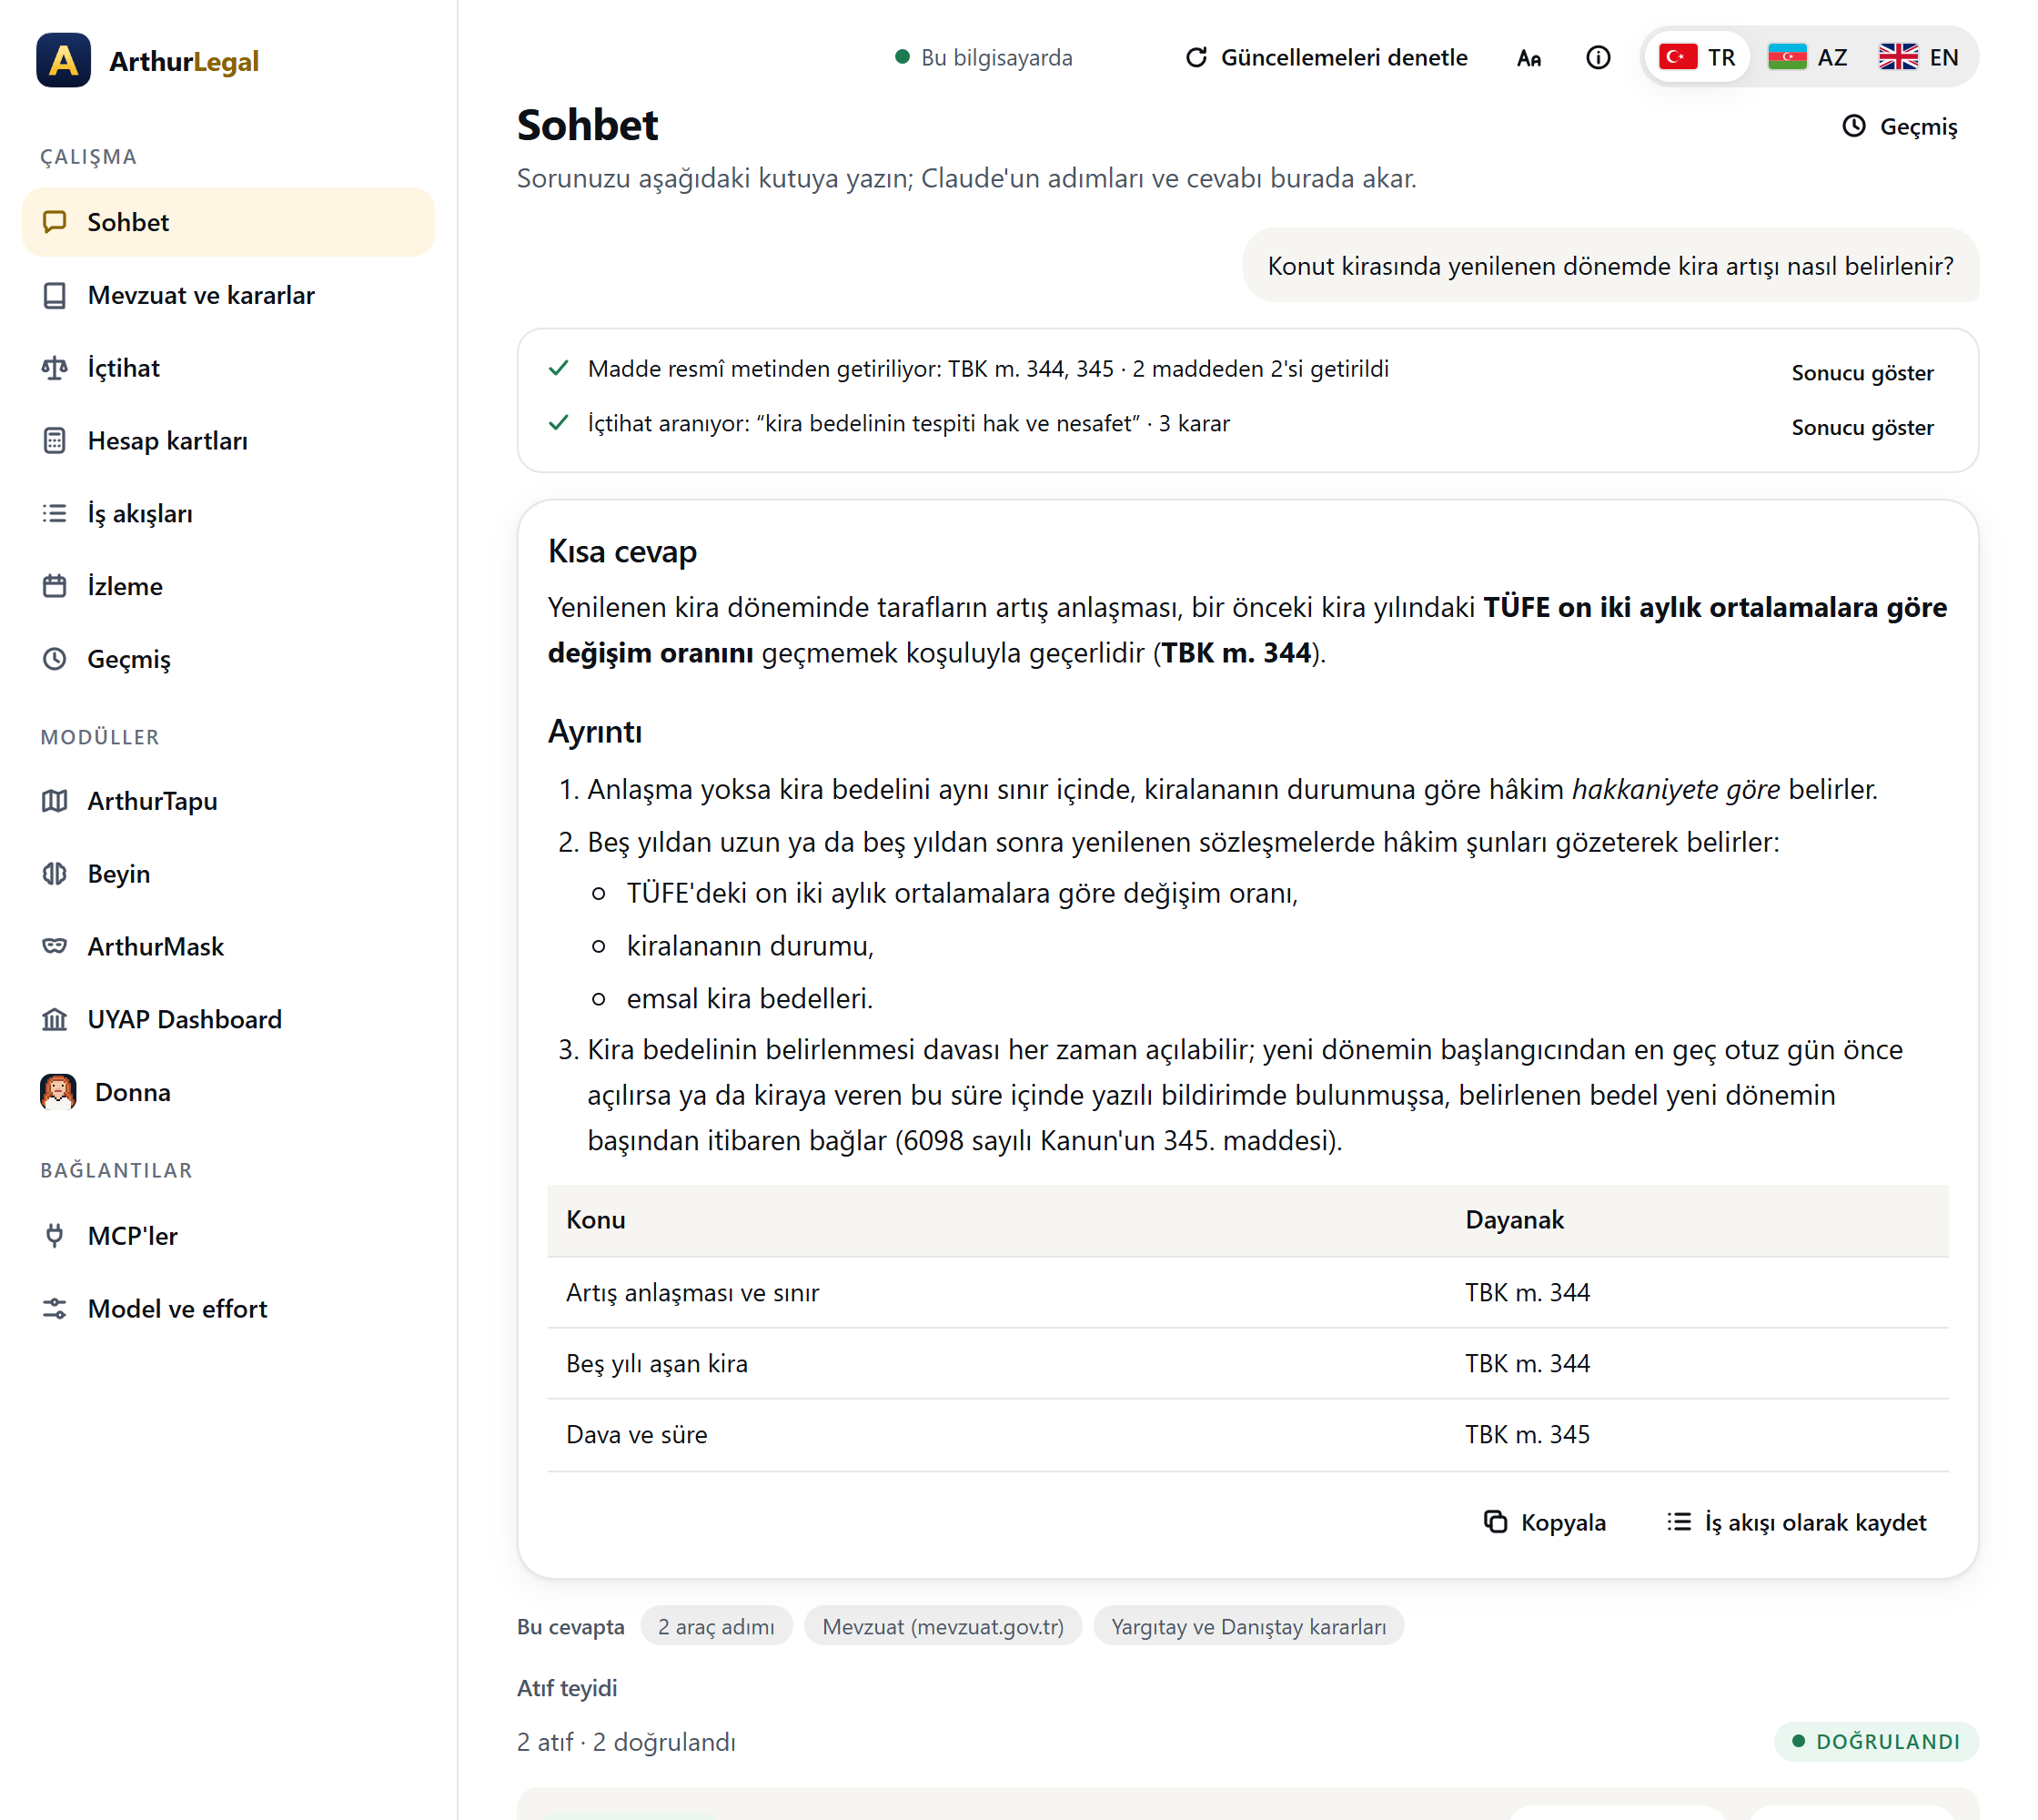 ArthurLegal
ÇALIŞMA
Sohbet
Mevzuat ve kararlar
İçtihat
Hesap kartları
İş akışları
İzleme
Geçmiş
MODÜLLER
ArthurTapu
Beyin
ArthurMask
UYAP Dashboard
Donna
BAĞLANTILAR
MCP'ler
Model ve effort
Bu bilgisayarda
Güncellemeleri denetle
AA
TR
AZ
EN
Sohbet
Geçmiş
Sorunuzu aşağıdaki kutuya yazın; Claude'un adımları ve cevabı burada akar.
Konut kirasında yenilenen dönemde kira artışı nasıl belirlenir?
Madde resmî metinden getiriliyor: TBK m. 344, 345 · 2 maddeden 2'si getirildi
Sonucu göster
İçtihat aranıyor: “kira bedelinin tespiti hak ve nesafet” · 3 karar
Sonucu göster
Kısa cevap
Yenilenen kira döneminde tarafların artış anlaşması, bir önceki kira yılındaki TÜFE on iki aylık ortalamalara göre
değişim oranını geçmemek koşuluyla geçerlidir (TBK m. 344).
Ayrıntı
1. Anlaşma yoksa kira bedelini aynı sınır içinde, kiralananın durumuna göre hâkim hakkaniyete göre belirler.
2. Beş yıldan uzun ya da beş yıldan sonra yenilenen sözleşmelerde hâkim şunları gözeterek belirler:
TÜFE'deki on iki aylık ortalamalara göre değişim oranı,
kiralananın durumu,
emsal kira bedelleri.
3. Kira bedelinin belirlenmesi davası her zaman açılabilir; yeni dönemin başlangıcından en geç otuz gün önce
açılırsa ya da kiraya veren bu süre içinde yazılı bildirimde bulunmuşsa, belirlenen bedel yeni dönemin
başından itibaren bağlar (6098 sayılı Kanun'un 345. maddesi).
Konu
Dayanak
Artış anlaşması ve sınır
TBK m. 344
Beş yılı aşan kira
TBK m. 344
Dava ve süre
TBK m. 345
Kopyala
İş akışı olarak kaydet
Bu cevapta
2 araç adımı
Mevzuat (mevzuat.gov.tr)
Yargıtay ve Danıştay kararları
Atıf teyidi
2 atıf · 2 doğrulandı
DOĞRULANDI